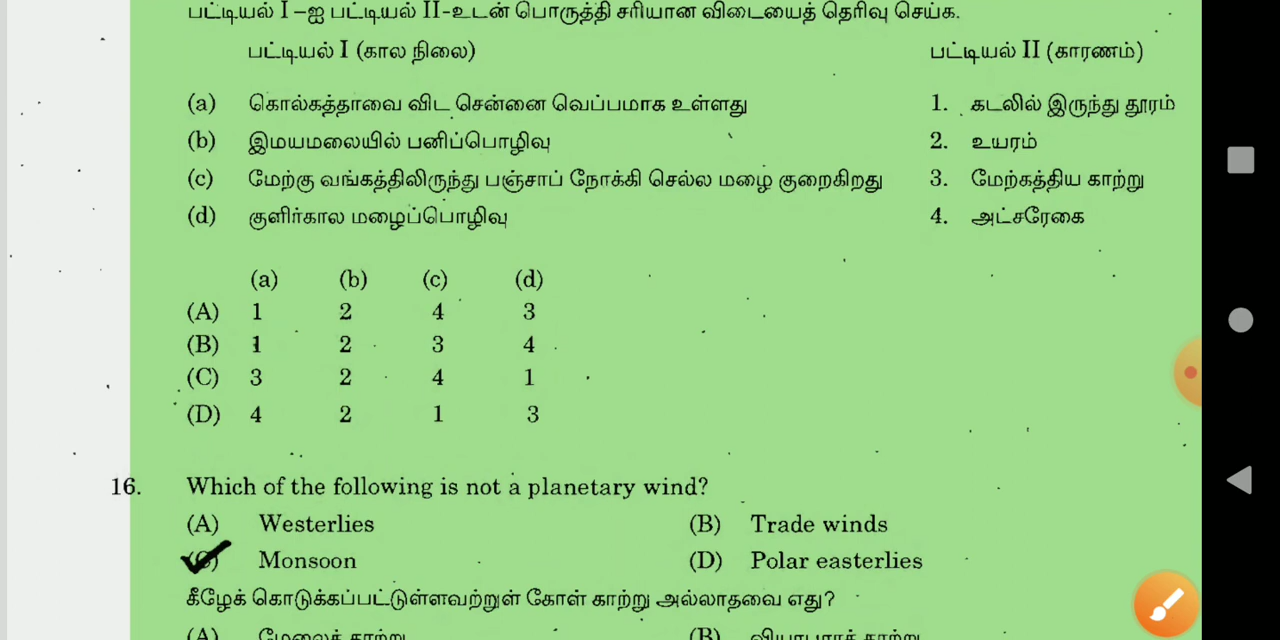 பட்டியல் I –ஐ பட்டியல் II-உடன் பொருத்தி சரியான விடையைத் தெரிவு செய்க.
பட்டியல் I (கால நிலை) பட்டியல் II (காரணம்)
(a) கொல்கத்தாவை விட சென்னை வெப்பமாக உள்ளது 1. கடலில் இருந்து தூரம்
(b) இமயமலையில் பனிப்பொழிவு 2. உயரம்
(c) மேற்கு வங்கத்திலிருந்து பஞ்சாப் நோக்கி செல்ல மழை குறைகிறது 3. மேற்கத்திய காற்று
(d) குளிர்கால மழைப்பொழிவு 4. அட்சரேகை
(a) (b) (c) (d)
(A) 1 2 4 3
(B) 1 2 3 4
(C) 3 2 4 1
(D) 4 2 1 3
16. Which of the following is not a planetary wind?
(A) Westerlies (B) Trade winds
(C) Monsoon (D) Polar easterlies
கீழேக் கொடுக்கப்பட்டுள்ளவற்றுள் கோள் காற்று அல்லாதவை எது?
(A) மேலைக் காற்று (B) வியாபாரக் காற்று